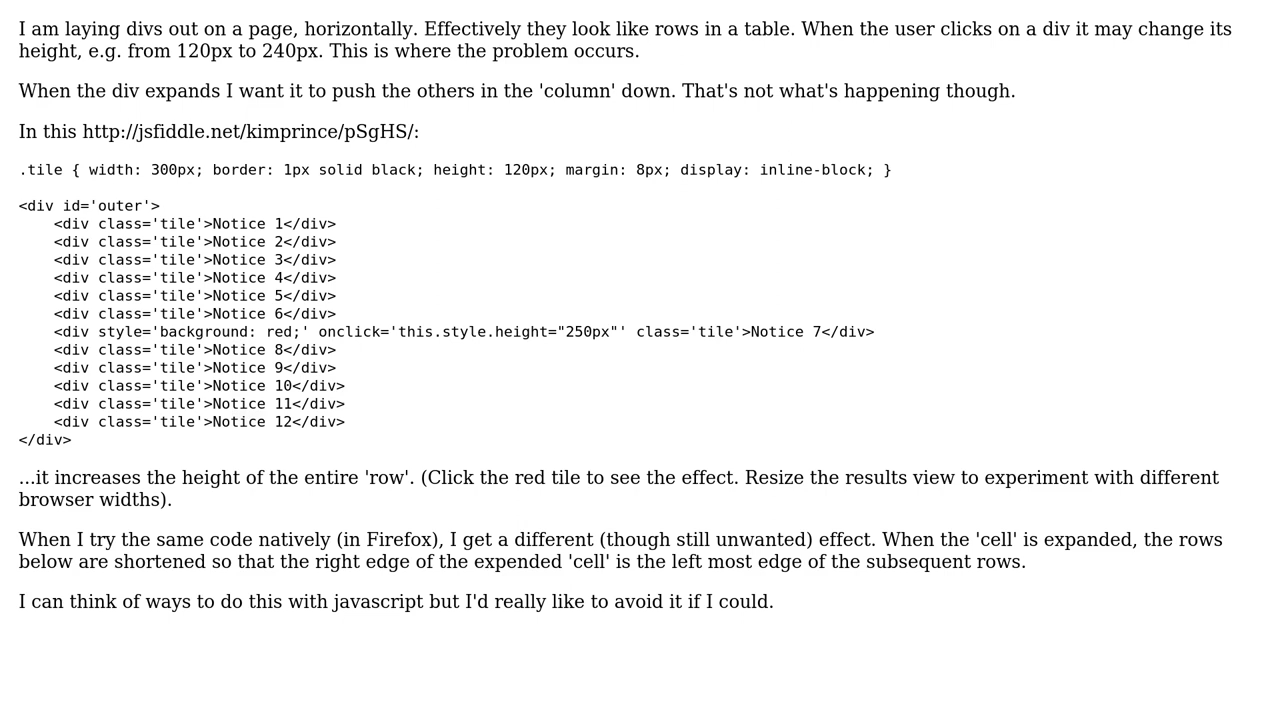 I am laying divs out on a page, horizontally. Effectively they look like rows in a table. When the user clicks on a div it may change its
height, e.g. from 120px to 240px. This is where the problem occurs.
When the div expands I want it to push the others in the 'column' down. That's not what's happening though.
In this http://jsfiddle.net/kimprince/pSgHS/:
.tile { width: 300px; border: 1px solid black; height: 120px; margin: 8px; display: inline-block; }
<div id='outer'>
    <div class='tile'>Notice 1</div>
    <div class='tile'>Notice 2</div>
    <div class='tile'>Notice 3</div>
    <div class='tile'>Notice 4</div>
    <div class='tile'>Notice 5</div>
    <div class='tile'>Notice 6</div>
    <div style='background: red;' onclick='this.style.height="250px"' class='tile'>Notice 7</div>
    <div class='tile'>Notice 8</div>
    <div class='tile'>Notice 9</div>
    <div class='tile'>Notice 10</div>
    <div class='tile'>Notice 11</div>
    <div class='tile'>Notice 12</div>
</div>
...it increases the height of the entire 'row'. (Click the red tile to see the effect. Resize the results view to experiment with different
browser widths).
When I try the same code natively (in Firefox), I get a different (though still unwanted) effect. When the 'cell' is expanded, the rows
below are shortened so that the right edge of the expended 'cell' is the left most edge of the subsequent rows.
I can think of ways to do this with javascript but I'd really like to avoid it if I could.